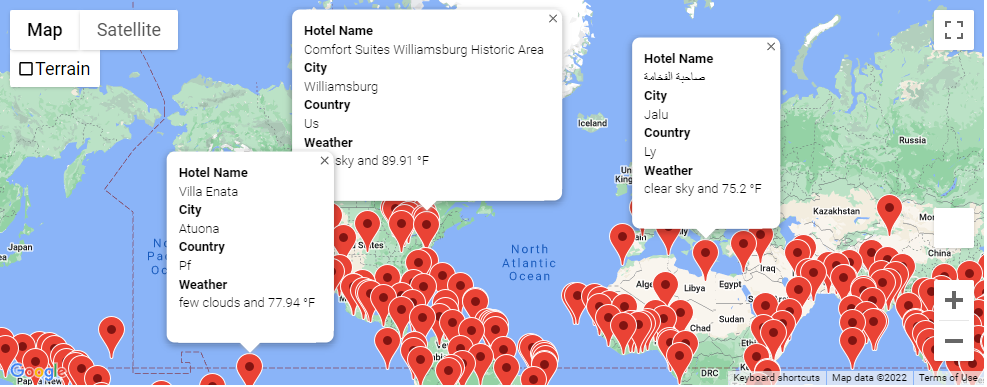 Map
Satellite
Terrain
Hotel Name
Comfort Suites Williamsburg Historic Area
City
Williamsburg
Country
Us
Weather
sky and 89.91 °F
Hotel Name
صاحبة الفخامة
City
Jalu
Country
Ly
Weather
clear sky and 75.2 °F
Hotel Name
Villa Enata
City
Atuona
Country
Pf
Weather
few clouds and 77.94 °F
Iceland
Russia
Kazakhstan
Japan
China
North
Atlantic
Ocean
Iraq
Libya
Egypt
Chad
Sudan
DRC
Google
Keyboard shortcuts
Map data ©2022
Terms of Use